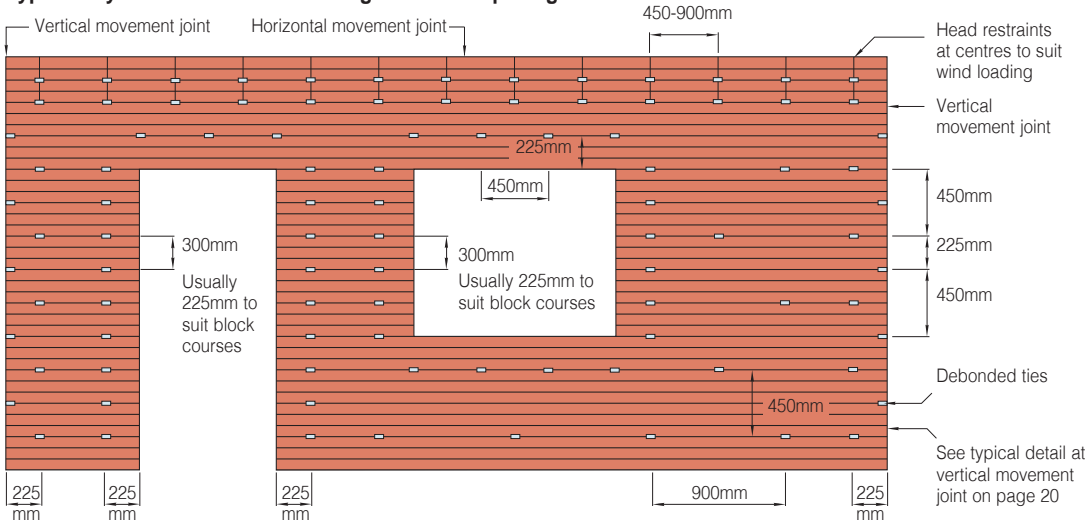 Vertical movement joint
Horizontal movement joint
450-900mm
Head restraints
at centres to suit
wind loading
Vertical
movement joint
225mm
450mm
450mm
300mm
Usually
225mm to
suit block
courses
300mm
Usually 225mm to
suit block courses
225mm
450mm
Debonded ties
450mm
See typical detail at
vertical movement
joint on page 20
225
mm
225
mm
225
mm
900mm
225
mm